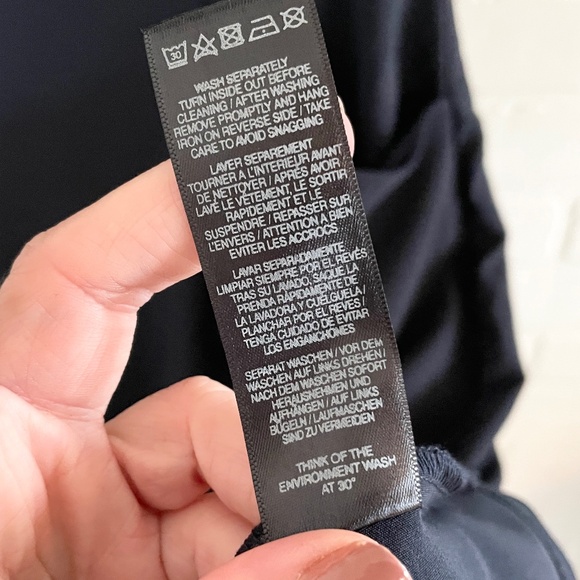 30
WASH SEPARATELY
TURN INSIDE OUT BEFORE
CLEANING / AFTER WASHING
REMOVE PROMPTLY AND HANG
IRON ON REVERSE SIDE / TAKE
CARE TO AVOID SNAGGING
LAVER SEPAREMENT
TOURNER A L'INTERIEUR AVANT
DE NETTOYER / APRÈS AVOIR
LAVÉ LE VÊTEMENT, LE SORTIR
RAPIDEMENT ET LE
SUSPENDRE / REPASSER SUR
L'ENVERS / ATTENTION A BIEN
EVITER LES ACCROCS
LAVAR SEPARADAMENTE
LIMPIAR SIEMPRE POR EL REVÉS
TRAS SU LAVADO, SAQUE LA
PRENDA RÁPIDAMENTE DE
LA LAVADORA Y CUELGUELA /
PLANCHAR POR EL REVES /
TENGA CUIDADO DE EVITAR
LOS ENGANCHONES
SEPARAT WASCHEN / VOR DEM
WASCHEN AUF LINKS DREHEN /
NACH DEM WASCHEN SOFORT
HERAUSNEHMEN UND
AUFHÄNGEN / AUF LINKS
BÜGELN / LAUFMASCHEN
SIND ZU VERMEIDEN
THINK OF THE
ENVIRONMENT WASH
AT 30°